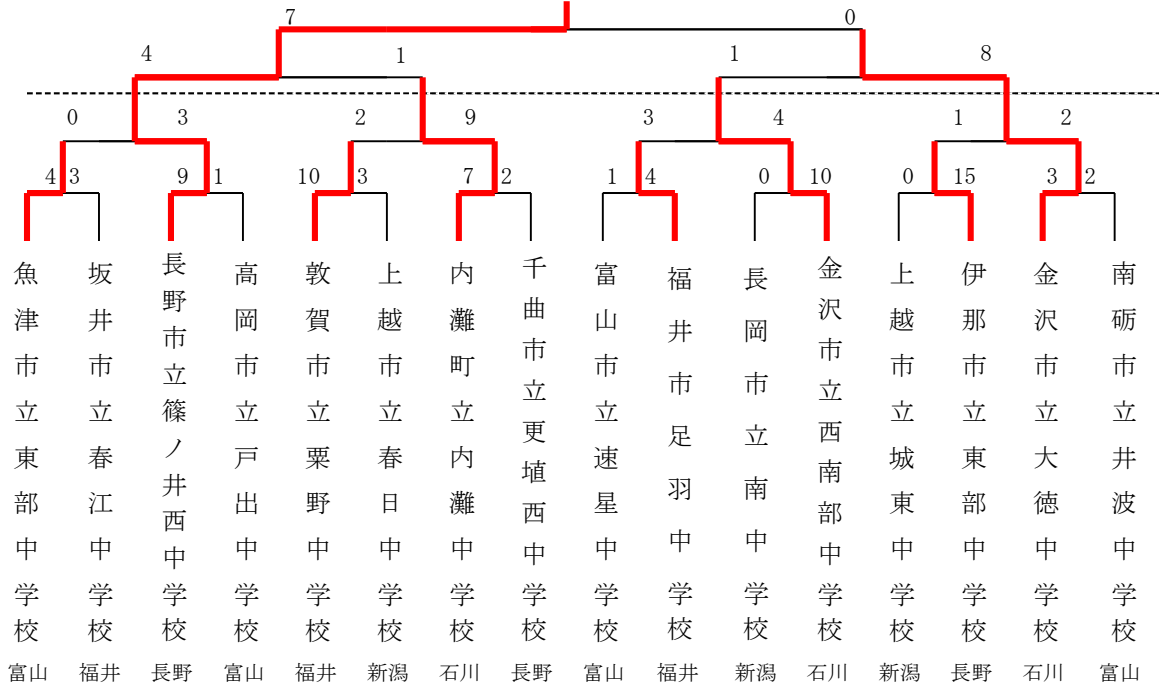 7 0
4 1 1 8
0 3 2 9 3 4 1 2
4 3 9 1 10 3 7 2 1 4 0 10 0 15 3 2
魚津市立東部中学校
坂井市立春江中学校
長野市立篠ノ井西中学校
高岡市立戸出中学校
敦賀市立粟野中学校
上越市立春日中学校
内灘町立内灘中学校
千曲市立更埴西中学校
富山市立速星中学校
福井市足羽中学校
長岡市立南中学校
金沢市立西南部中学校
上越市立城東中学校
伊那市立東部中学校
金沢市立大徳中学校
南砺市立井波中学校
富山 福井 長野 富山 福井 新潟 石川 長野 富山 福井 新潟 石川 新潟 長野 石川 富山